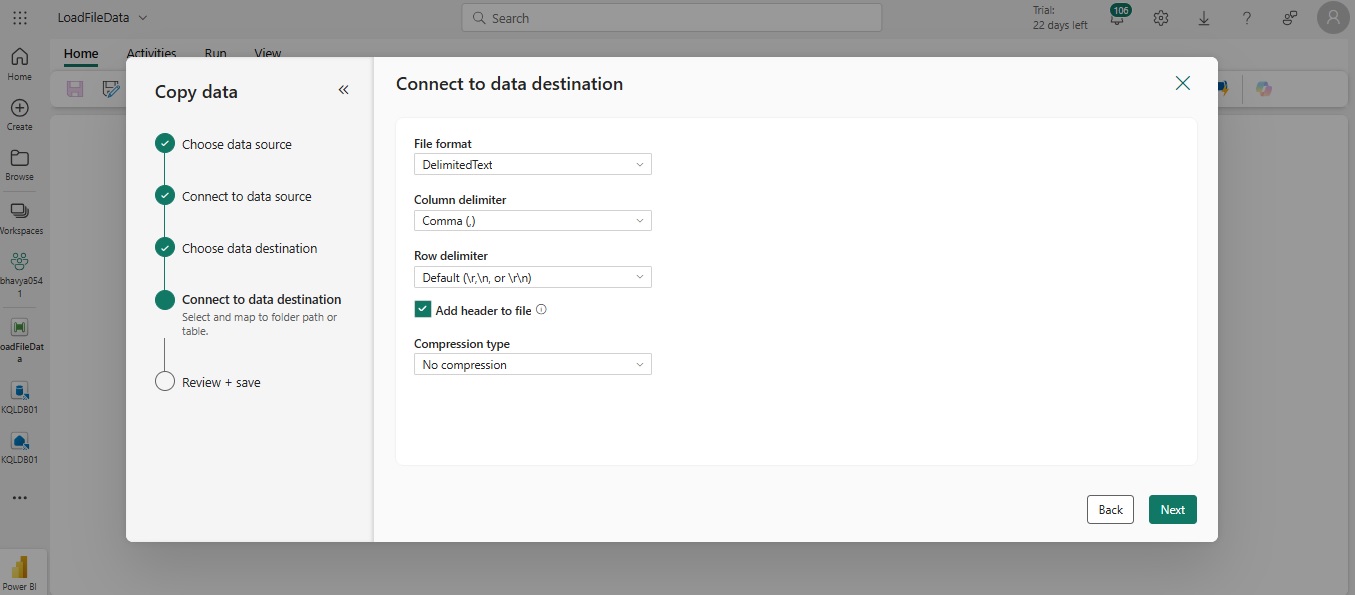 LoadFileData
Search
Trial:
22 days left
106
Home
Activities
Run
View
Home
Create
Browse
Workspaces
bhavya054
1
oadFileDat
a
KQLDB01
KQLDB01
Power BI
Copy data
Choose data source
Connect to data source
Choose data destination
Connect to data destination
Select and map to folder path or
table.
Review + save
Connect to data destination
File format
DelimitedText
Column delimiter
Comma (,)
Row delimiter
Default (\r,\n, or \r\n)
Add header to file
Compression type
No compression
Back
Next